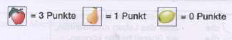 = 3 Punkte = 1 Punkt = 0 Punkte